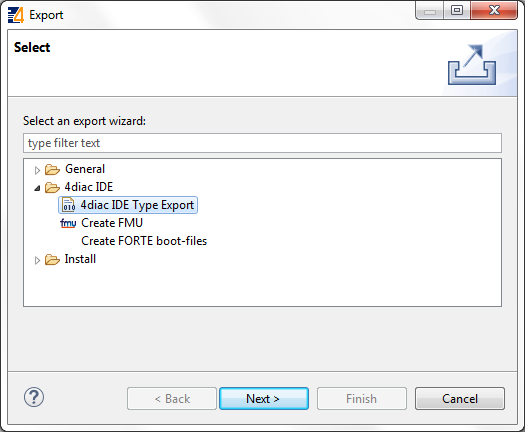 Export
Select
Select an export wizard:
type filter text
General
4diac IDE
4diac IDE Type Export
fmu Create FMU
Create FORTE boot-files
Install
? < Back Next > Finish Cancel